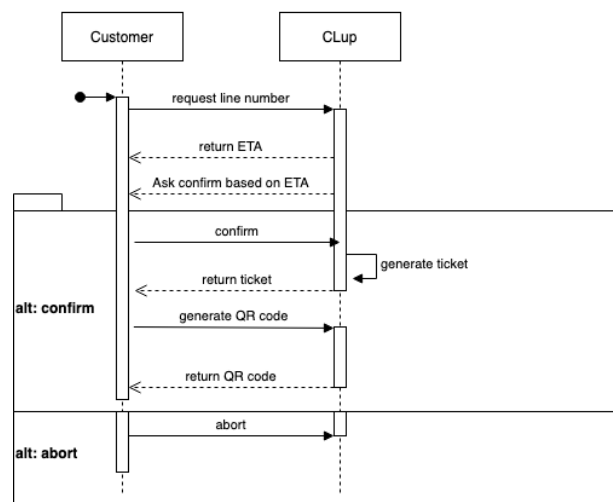 Customer
CLup
request line number
return ETA
Ask confirm based on ETA
confirm
generate ticket
return ticket
alt: confirm
generate QR code
return QR code
abort
alt: abort